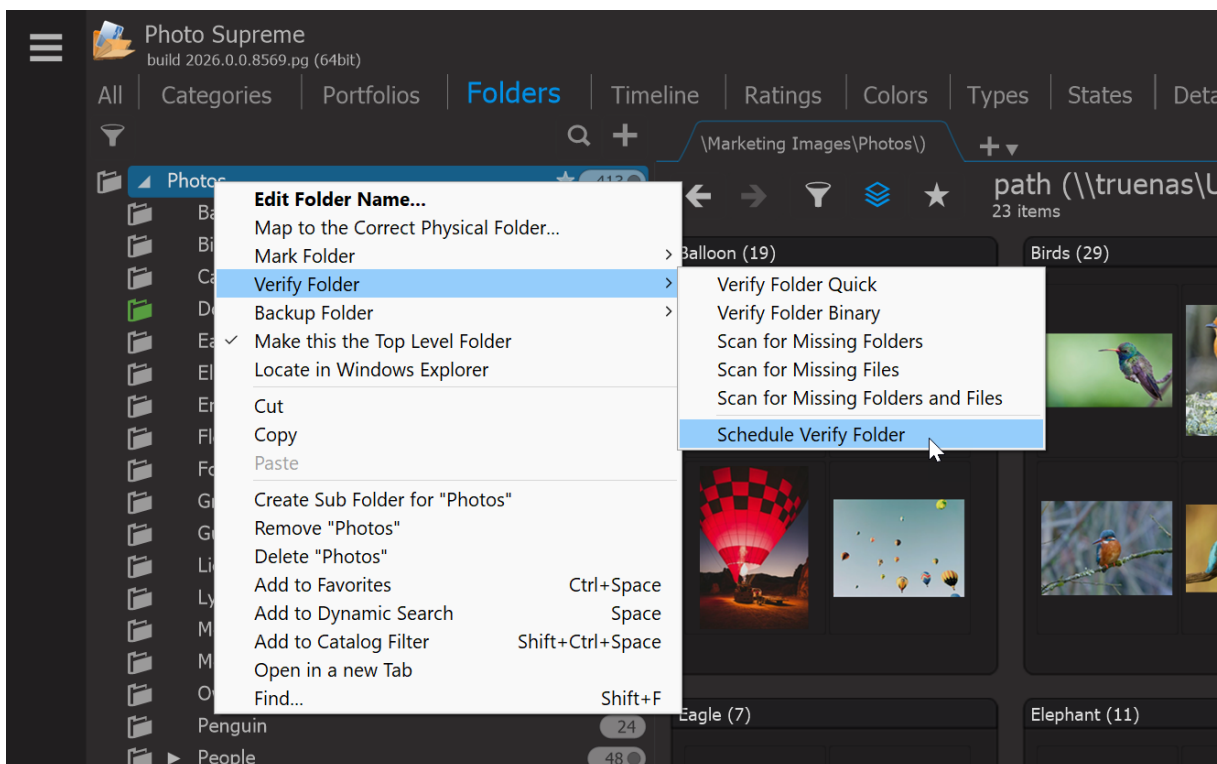 Photo Supreme
build 2026.0.0.8569.pg (64bit)
All Categories Portfolios Folders Timeline Ratings Colors Types States
\Marketing Images\Photos\)
Photos
path (\\truenas\
23 items
Edit Folder Name...
Map to the Correct Physical Folder...
Mark Folder
Verify Folder
Backup Folder
Make this the Top Level Folder
Locate in Windows Explorer
Cut
Copy
Paste
Create Sub Folder for "Photos"
Remove "Photos"
Delete "Photos"
Add to Favorites Ctrl+Space
Add to Dynamic Search Space
Add to Catalog Filter Shift+Ctrl+Space
Open in a new Tab
Find... Shift+F
Verify Folder Quick
Verify Folder Binary
Scan for Missing Folders
Scan for Missing Files
Scan for Missing Folders and Files
Schedule Verify Folder
Balloon (19)
Birds (29)
Eagle (7)
Elephant (11)
Penguin 24
People 48